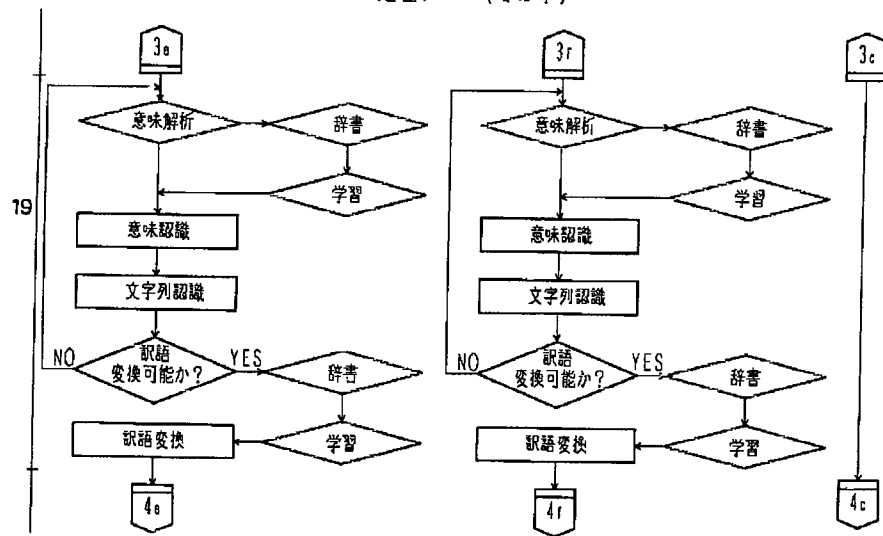 3e
意味解析
辞書
学習
19
意味認識
文字列認識
訳語
変換可能か?
NO
YES
辞書
訳語変換
学習
4e
3f
意味解析
辞書
学習
意味認識
文字列認識
訳語
変換可能か?
NO
YES
辞書
訳語変換
学習
4f
3c
4c